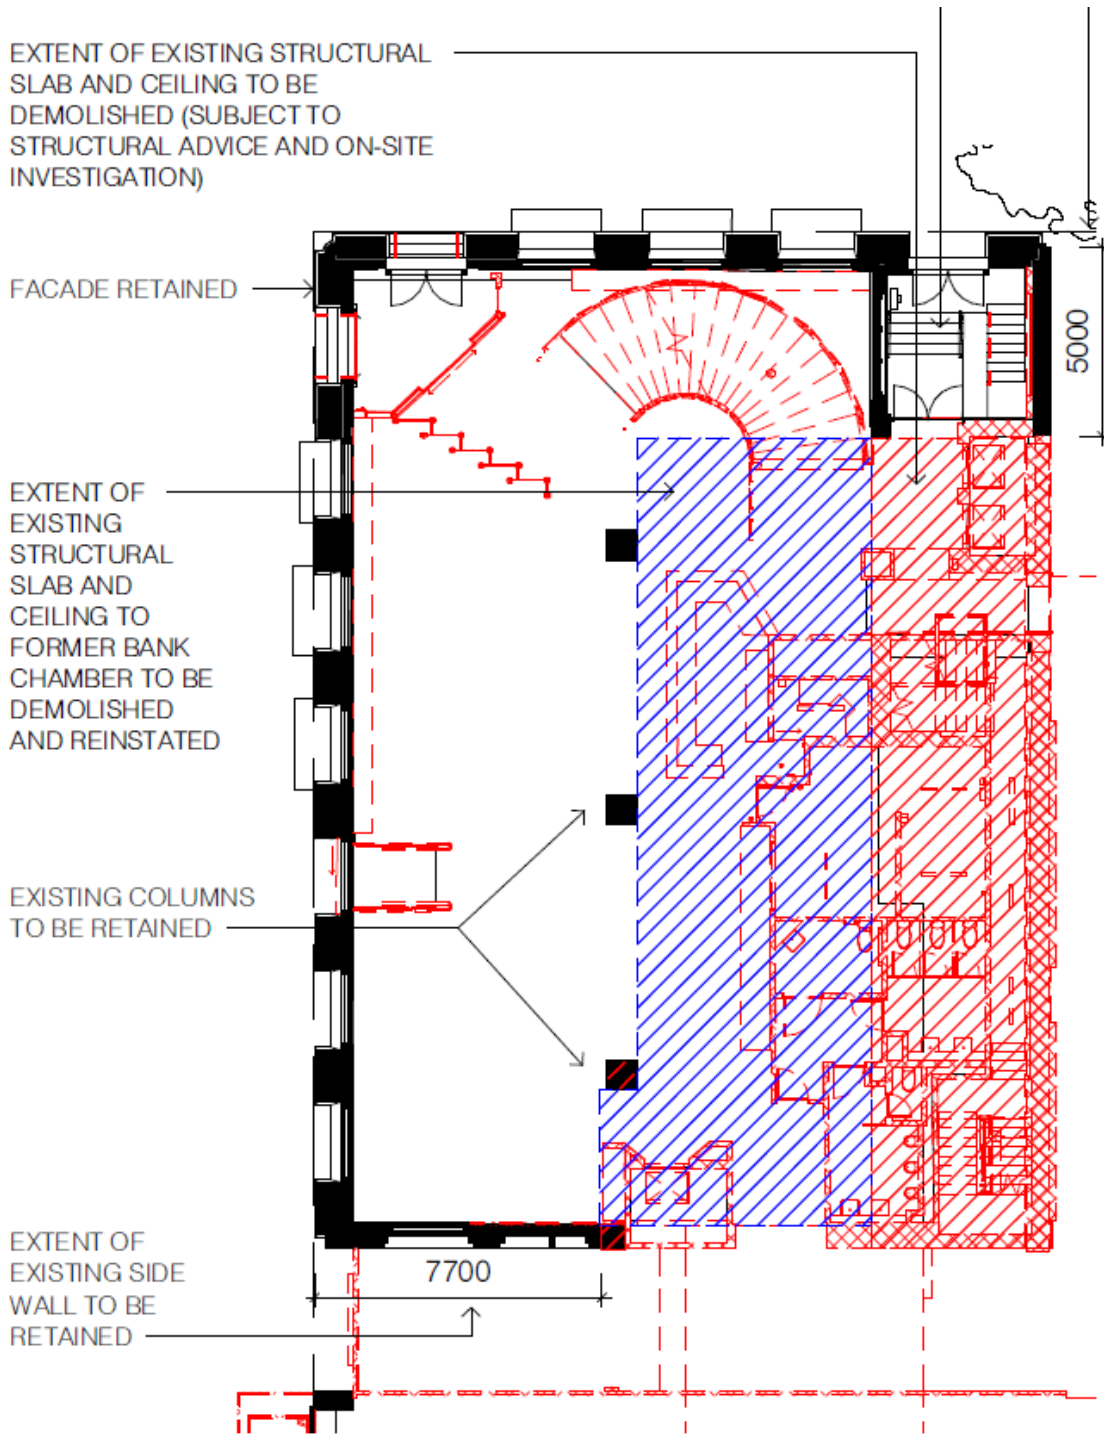 EXTENT OF EXISTING STRUCTURAL
SLAB AND CEILING TO BE
DEMOLISHED (SUBJECT TO
STRUCTURAL ADVICE AND ON-SITE
INVESTIGATION)
FACADE RETAINED
5000
EXTENT OF
EXISTING
STRUCTURAL
SLAB AND
CEILING TO
FORMER BANK
CHAMBER TO BE
DEMOLISHED
AND REINSTATED
EXISTING COLUMNS
TO BE RETAINED
EXTENT OF
EXISTING SIDE
WALL TO BE
RETAINED
7700